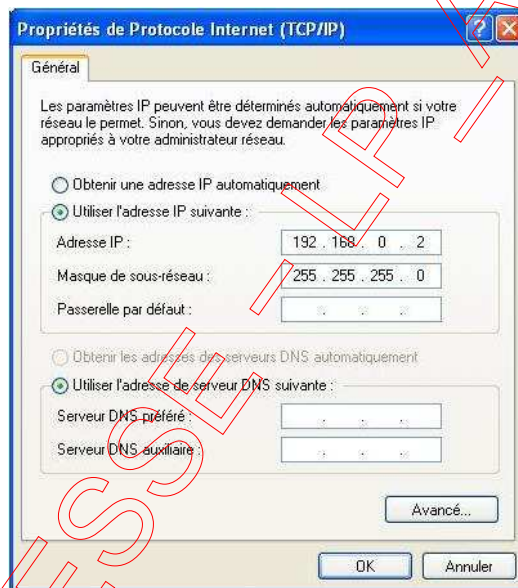 Propriétés de Protocole Internet (TCP/IP)
Général
Les paramètres IP peuvent être déterminés automatiquement si votre
réseau le permet. Sinon, vous devez demander les paramètres IP
appropriés à votre administrateur réseau.
Obtenir une adresse IP automatiquement
Utiliser l'adresse IP suivante :
Adresse IP : 192 . 168 . 0 . 2
Masque de sous-réseau : 255 . 255 . 255 . 0
Passerelle par défaut : . . .
Obtenir les adresses des serveurs DNS automatiquement
Utiliser l'adresse de serveur DNS suivante :
Serveur DNS préféré : . . .
Serveur DNS auxiliaire : . . .
Avancé...
OK Annuler
ESSE_LP_